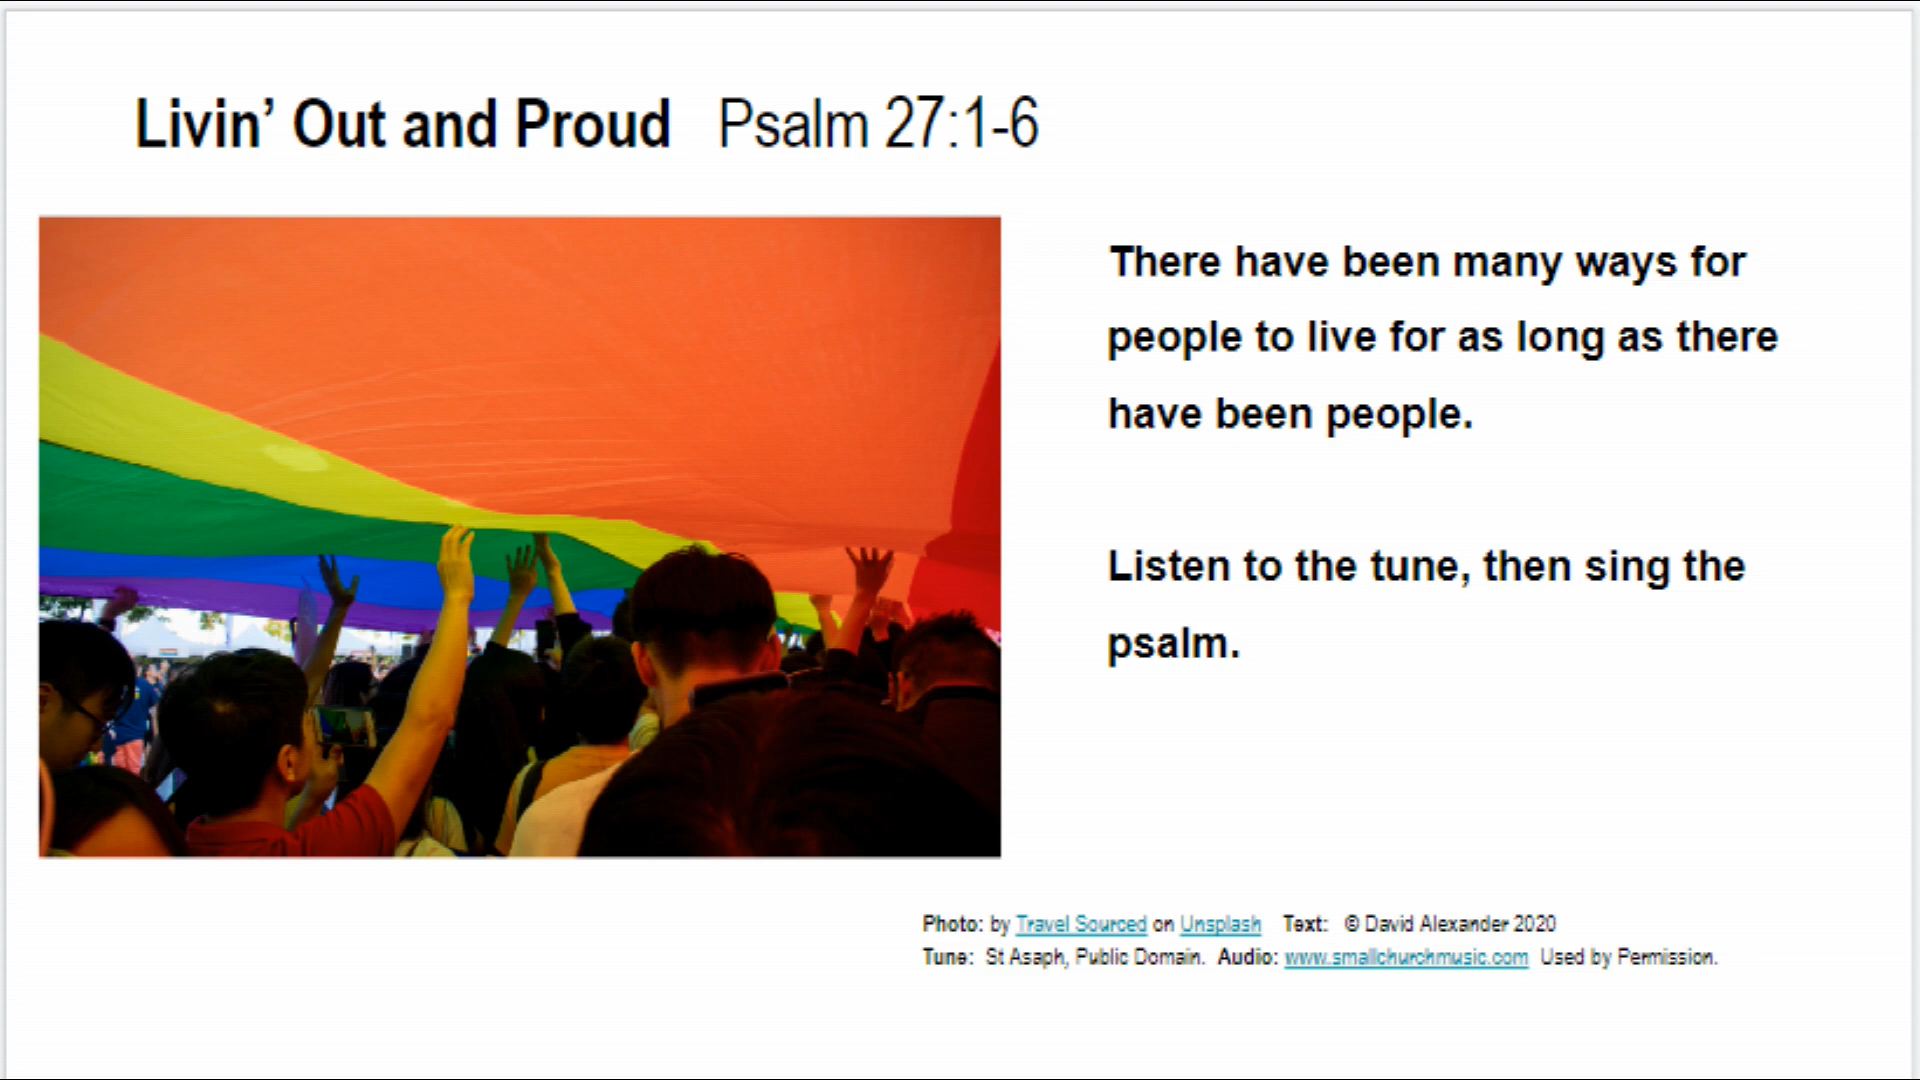 Livin’ Out and Proud Psalm 27:1-6
There have been many ways for
people to live for as long as there
have been people.
Listen to the tune, then sing the
psalm.
Photo: by Travel Sourced on Unsplash Text: © David Alexander 2020
Tune: St Asaph, Public Domain. Audio: www.smallchurchmusic.com Used by Permission.